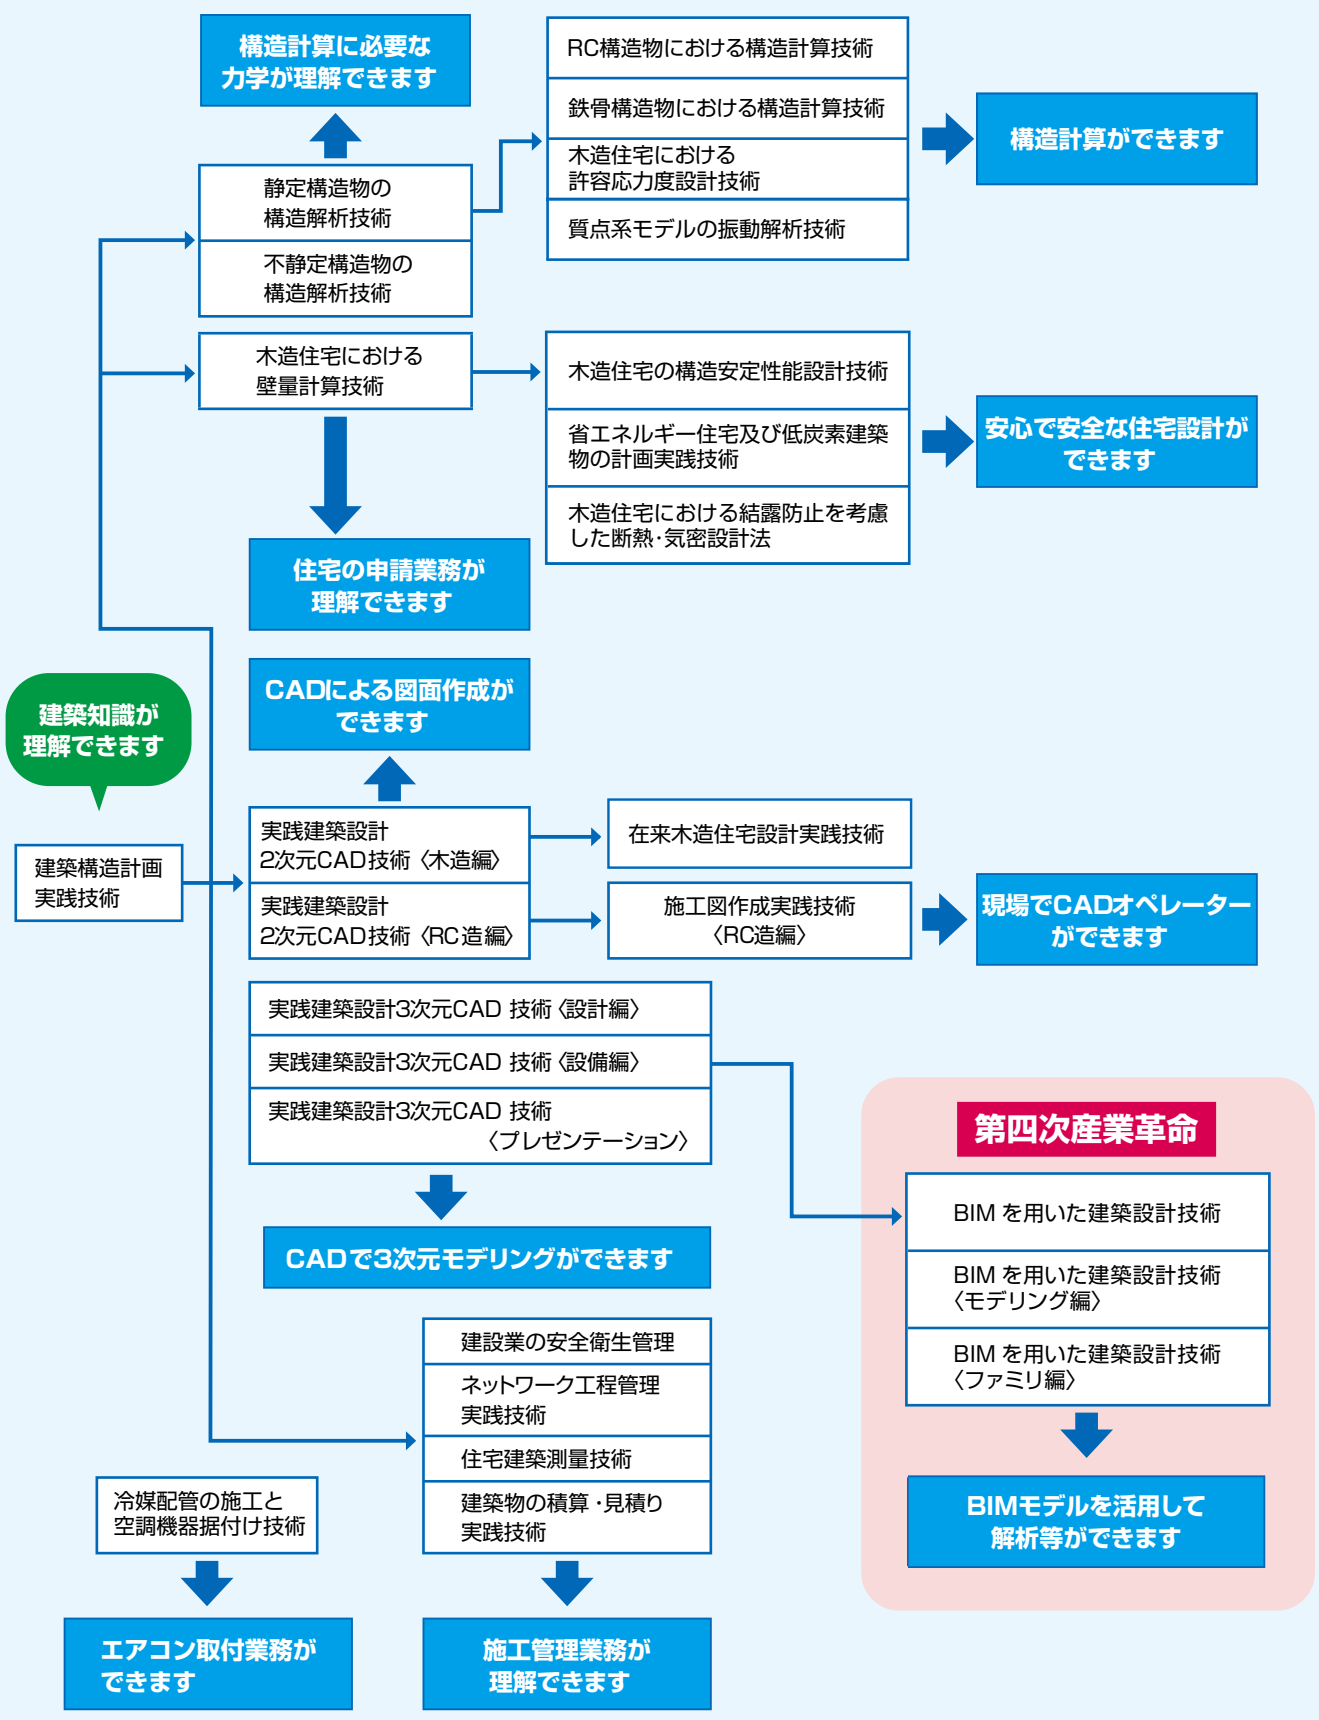 構造計算に必要な
力学が理解できます
RC構造物における構造計算技術
鉄骨構造物における構造計算技術
木造住宅における
許容応力度設計技術
質点系モデルの振動解析技術
構造計算ができます
静定構造物の
構造解析技術
不静定構造物の
構造解析技術
木造住宅における
壁量計算技術
木造住宅の構造安定性能設計技術
省エネルギー住宅及び低炭素建築
物の計画実践技術
木造住宅における結露防止を考慮
した断熱・気密設計法
安心で安全な住宅設計が
できます
住宅の申請業務が
理解できます
CADによる図面作成が
できます
建築知識が
理解できます
建築構造計画
実践技術
実践建築設計
2次元CAD技術〈木造編〉
実践建築設計
2次元CAD技術〈RC造編〉
在来木造住宅設計実践技術
施工図作成実践技術
〈RC造編〉
現場でCADオペレーター
ができます
実践建築設計3次元CAD 技術〈設計編〉
実践建築設計3次元CAD 技術〈設備編〉
実践建築設計3次元CAD 技術
〈プレゼンテーション〉
CADで3次元モデリングができます
第四次産業革命
BIM を用いた建築設計技術
BIM を用いた建築設計技術
〈モデリング編〉
BIM を用いた建築設計技術
〈ファミリ編〉
BIMモデルを活用して
解析等ができます
建設業の安全衛生管理
ネットワーク工程管理
実践技術
住宅建築測量技術
建築物の積算・見積り
実践技術
冷媒配管の施工と
空調機器据付け技術
エアコン取付業務が
できます
施工管理業務が
理解できます